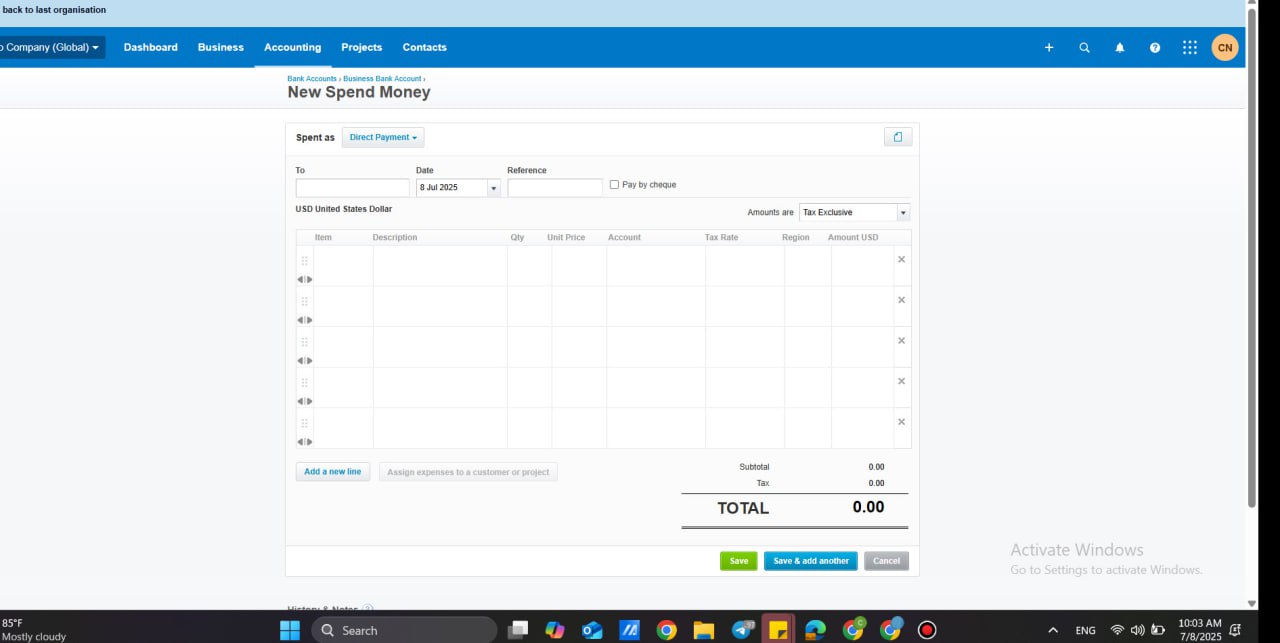 back to last organisation
o Company (Global) Dashboard Business Accounting Projects Contacts CN
Bank Accounts › Business Bank Account ›
New Spend Money
Spent as Direct Payment
To Date Reference
8 Jul 2025 Pay by cheque
USD United States Dollar Amounts are Tax Exclusive
Item Description Qty Unit Price Account Tax Rate Region Amount USD
Add a new line Assign expenses to a customer or project
Subtotal 0.00
Tax 0.00
TOTAL 0.00
Save Save & add another Cancel
Activate Windows
Go to Settings to activate Windows.
History & Notes
85°F
Mostly cloudy
Search
ENG
10:03 AM
7/8/2025